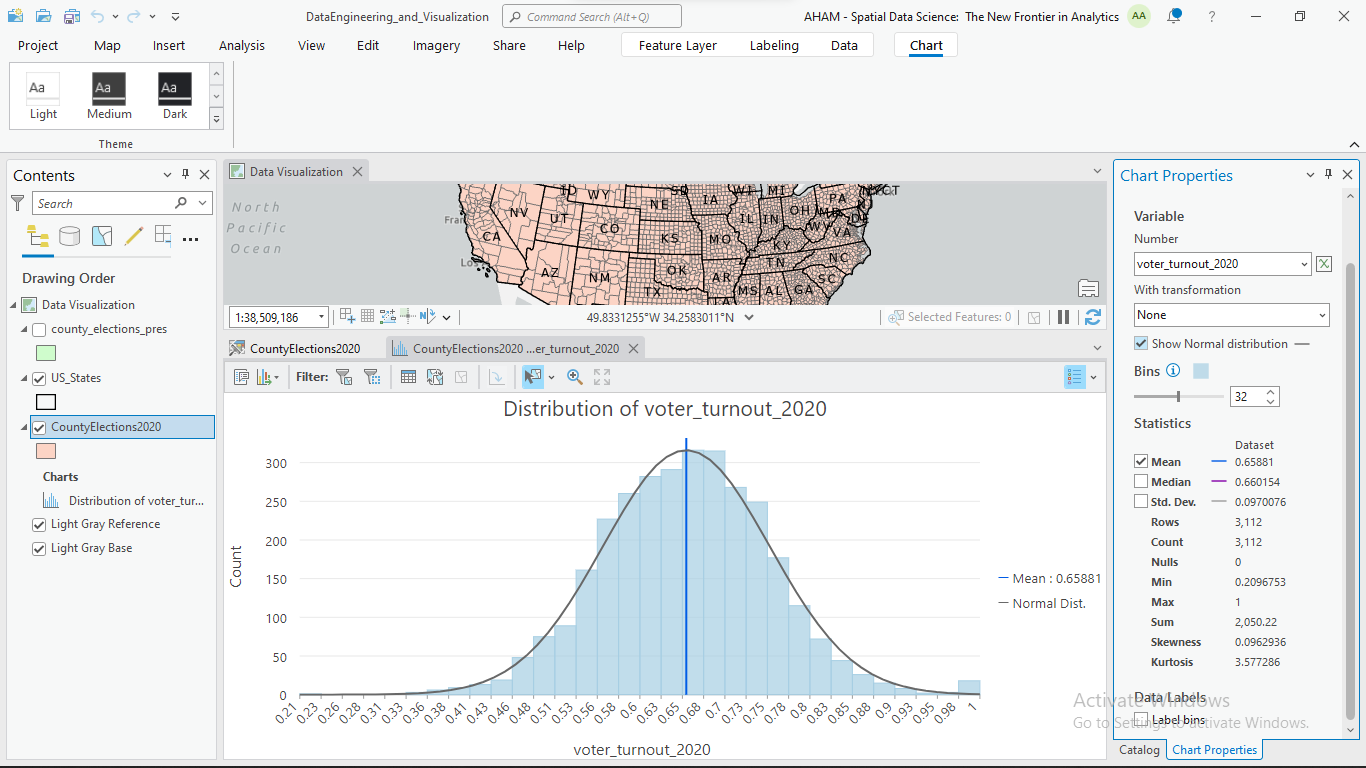 DataEngineering_and_Visualization
Command Search (Alt+Q)
AHAM - Spatial Data Science: The New Frontier in Analytics
AA
?
Project Map Insert Analysis View Edit Imagery Share Help Feature Layer Labeling Data Chart
Aa Aa Aa
Light Medium Dark
Theme
Contents
Search
Drawing Order
Data Visualization
county_elections_pres
US_States
CountyElections2020
Charts
Distribution of voter_tur...
Light Gray Reference
Light Gray Base
Data Visualization
North
Pacific
Ocean
ID WY SD WI MI
NV UT NE IA PA
CO IL IN OH
CA KS MO KY WV VA
AZ NM OK AR TN NC
TX MS AL GA SC
1:38,509,186
49.8331255°W 34.2583011°N
Selected Features: 0
CountyElections2020
CountyElections2020 ...er_turnout_2020
Filter:
Distribution of voter_turnout_2020
Count
300
250
200
150
100
50
0
0.21 0.23 0.26 0.28 0.31 0.33 0.36 0.38 0.41 0.43 0.46 0.48 0.51 0.53 0.56 0.58 0.6 0.63 0.65 0.68 0.7 0.73 0.75 0.78 0.8 0.83 0.85 0.88 0.9 0.93 0.95 0.98 1
voter_turnout_2020
Mean : 0.65881
Normal Dist.
Chart Properties
Variable
Number
voter_turnout_2020
With transformation
None
Show Normal distribution
Bins
32
Statistics
Dataset
Mean 0.65881
Median 0.660154
Std. Dev. 0.0970076
Rows 3,112
Count 3,112
Nulls 0
Min 0.2096753
Max 1
Sum 2,050.22
Skewness 0.0962936
Kurtosis 3.577286
Data Labels
Label bins
Activate Windows
Go to Settings to activate Windows.
Catalog Chart Properties